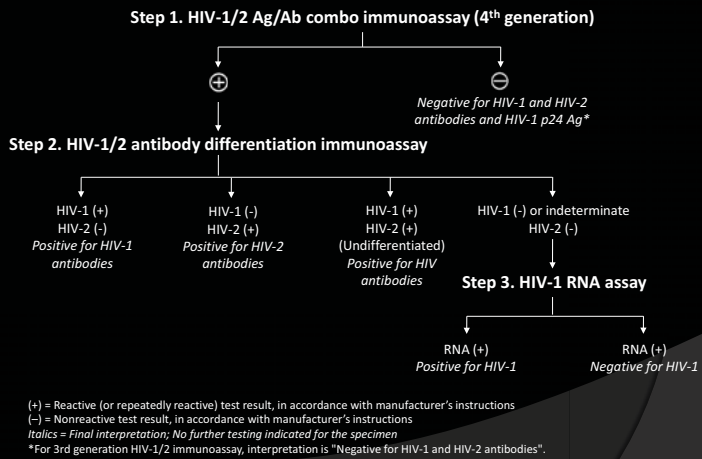 Step 1. HIV-1/2 Ag/Ab combo immunoassay (4th generation)
+
−
Negative for HIV-1 and HIV-2
antibodies and HIV-1 p24 Ag*
Step 2. HIV-1/2 antibody differentiation immunoassay
HIV-1 (+)
HIV-2 (-)
Positive for HIV-1
antibodies
HIV-1 (-)
HIV-2 (+)
Positive for HIV-2
antibodies
HIV-1 (+)
HIV-2 (+)
(Undifferentiated)
Positive for HIV
antibodies
HIV-1 (-) or indeterminate
HIV-2 (-)
Step 3. HIV-1 RNA assay
RNA (+)
Positive for HIV-1
RNA (+)
Negative for HIV-1
(+) = Reactive (or repeatedly reactive) test result, in accordance with manufacturer's instructions
(–) = Nonreactive test result, in accordance with manufacturer's instructions
Italics = Final interpretation; No further testing indicated for the specimen
*For 3rd generation HIV-1/2 immunoassay, interpretation is "Negative for HIV-1 and HIV-2 antibodies".